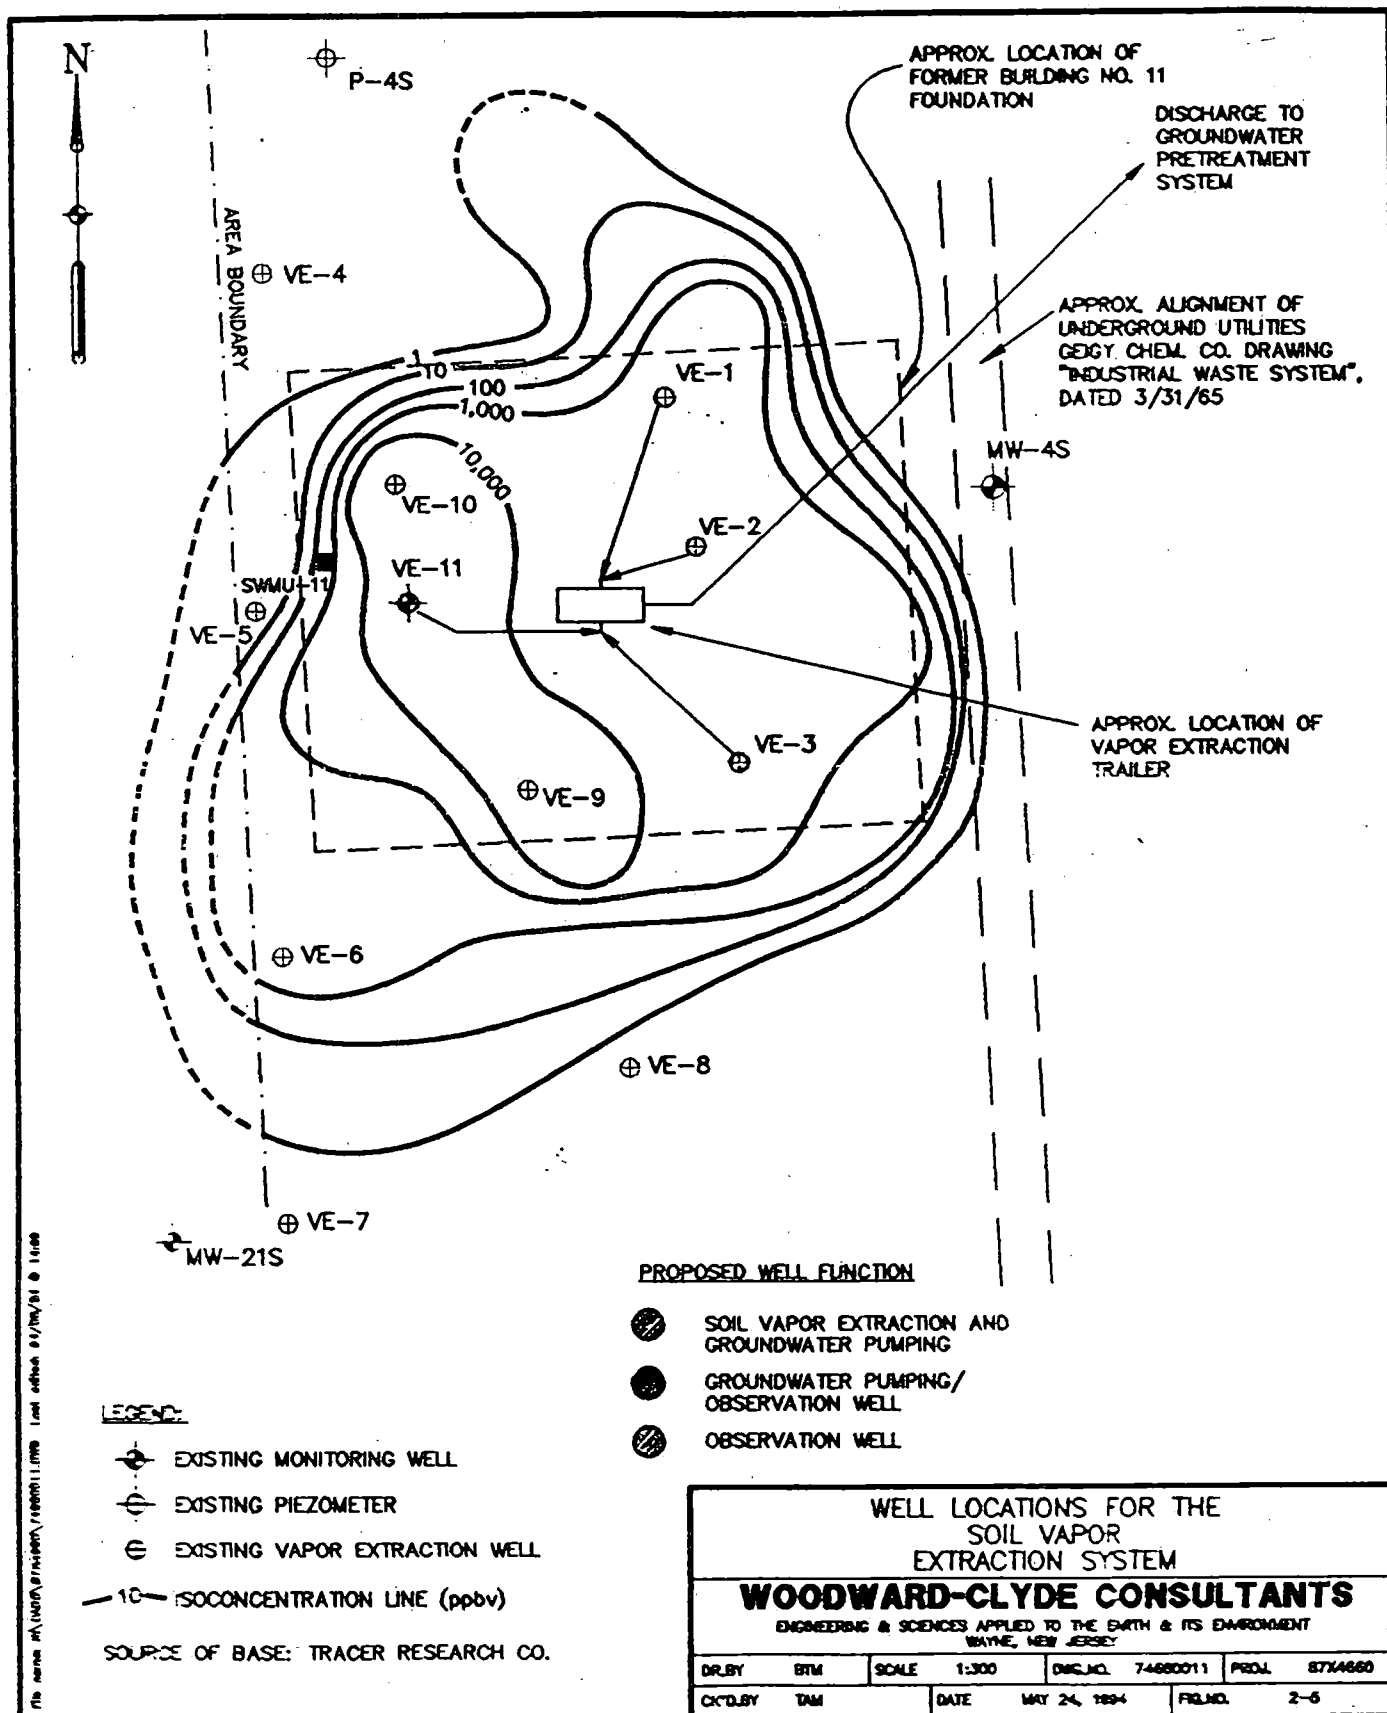 N
P-4S
APPROX. LOCATION OF
FORMER BUILDING NO. 11
FOUNDATION
DISCHARGE TO
GROUNDWATER
PRETREATMENT
SYSTEM
AREA BOUNDARY
VE-4
APPROX. ALIGNMENT OF
UNDERGROUND UTILITIES
GEIGY CHEM. CO. DRAWING
"INDUSTRIAL WASTE SYSTEM",
DATED 3/31/65
1
10
100
1,000
10,000
VE-1
MW-4S
VE-10
VE-2
VE-11
SWMU-11
VE-5
VE-3
APPROX. LOCATION OF
VAPOR EXTRACTION
TRAILER
VE-9
VE-6
VE-8
VE-7
MW-21S
PROPOSED WELL FUNCTION
SOIL VAPOR EXTRACTION AND
GROUNDWATER PUMPING
GROUNDWATER PUMPING/
OBSERVATION WELL
OBSERVATION WELL
LEGEND:
EXISTING MONITORING WELL
EXISTING PIEZOMETER
EXISTING VAPOR EXTRACTION WELL
10 ISOCONCENTRATION LINE (ppbv)
SOURCE OF BASE: TRACER RESEARCH CO.
WELL LOCATIONS FOR THE
SOIL VAPOR
EXTRACTION SYSTEM
WOODWARD-CLYDE CONSULTANTS
ENGINEERING & SCIENCES APPLIED TO THE EARTH & ITS ENVIRONMENT
WAYNE, NEW JERSEY
DR.BY BTM SCALE 1:300 DWG.NO. 74660011 PROJ. 87X4660
CK'D.BY TAM DATE MAY 24, 1994 FIG.NO. 2-6